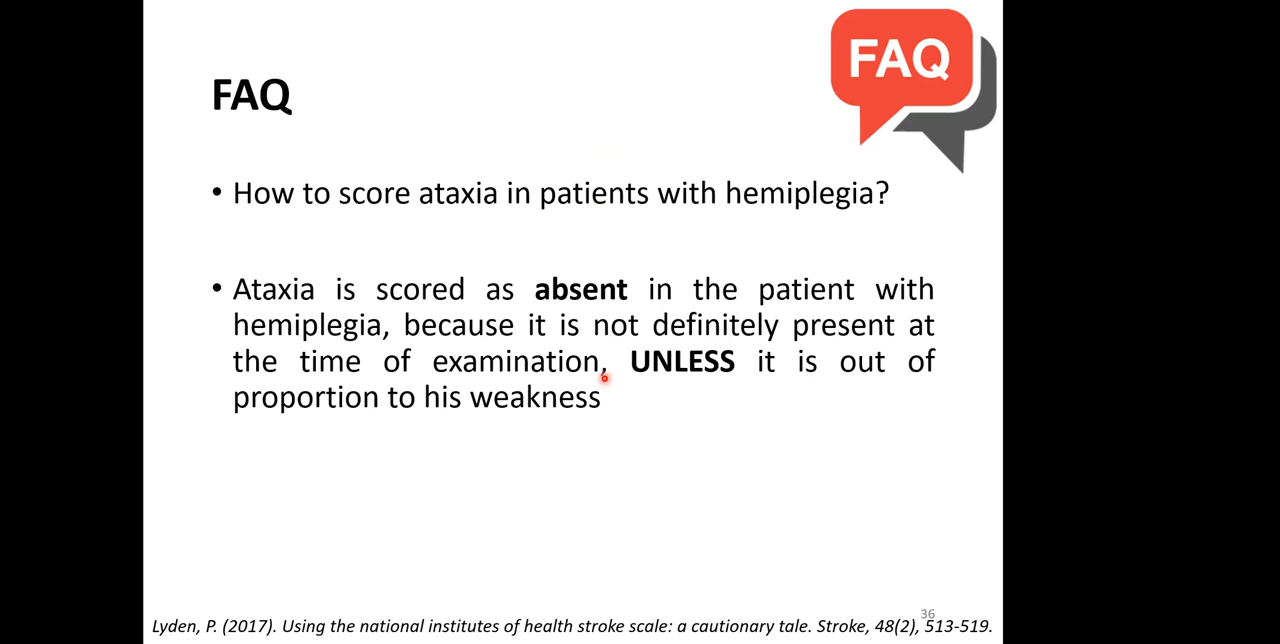 FAQ
FAQ
• How to score ataxia in patients with hemiplegia?
• Ataxia is scored as absent in the patient with
hemiplegia, because it is not definitely present at
the time of examination, UNLESS it is out of
proportion to his weakness
36
Lyden, P. (2017). Using the national institutes of health stroke scale: a cautionary tale. Stroke, 48(2), 513-519.